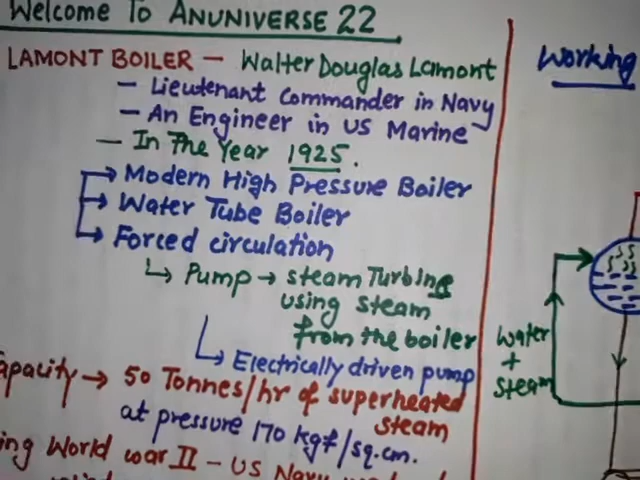 Welcome To ANUNIVERSE 22
LAMONT BOILER - Walter Douglas Lamont
- Lieutenant Commander in Navy
- An Engineer in US Marine
- In The Year 1925.
Modern High Pressure Boiler
Water Tube Boiler
Forced circulation
Pump → steam Turbine
using steam
from the boiler
Electrically driven pump
apacity → 50 Tonnes/hr of superheated
steam
at pressure 170 kgf/sq.cm.
ing World war II - US Navy
Working
Water
+
Steam